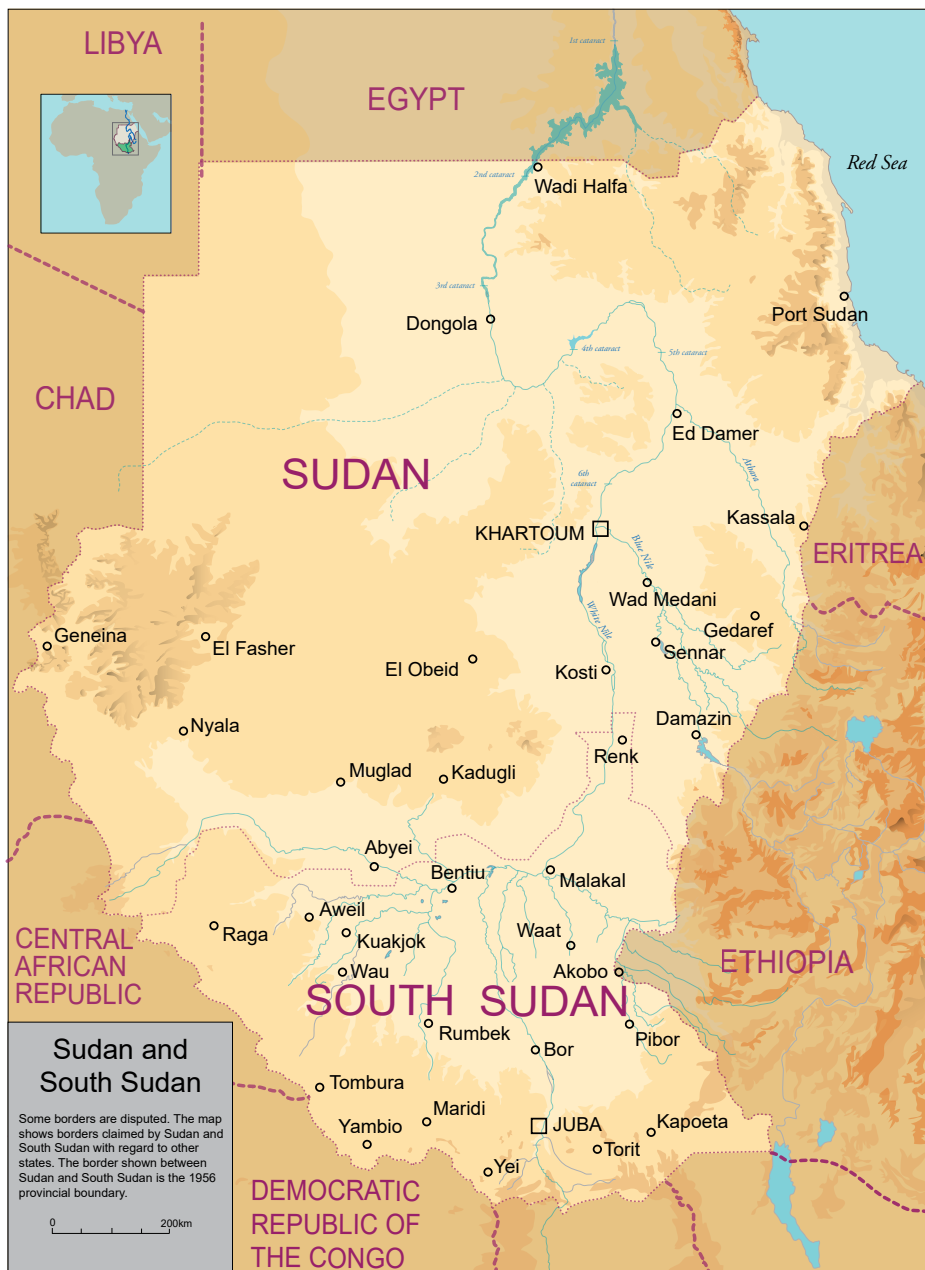 LIBYA
1st cataract
EGYPT
Red Sea
2nd cataract
Wadi Halfa
3rd cataract
Port Sudan
Dongola
4th cataract
5th cataract
CHAD
Ed Damer
SUDAN
Atbara
6th
cataract
Kassala
KHARTOUM
Blue Nile
ERITREA
Wad Medani
White Nile
Gedaref
Geneina
El Fasher
Sennar
El Obeid
Kosti
Damazin
Nyala
Renk
Muglad
Kadugli
Abyei
Bentiu
Malakal
Aweil
Raga
Kuakjok
Waat
CENTRAL
AFRICAN
REPUBLIC
Wau
Akobo
ETHIOPIA
SOUTH SUDAN
Rumbek
Pibor
Bor
Sudan and
South Sudan
Tombura
Maridi
Yambio
JUBA
Kapoeta
Torit
Yei
Some borders are disputed. The map
shows borders claimed by Sudan and
South Sudan with regard to other
states. The border shown between
Sudan and South Sudan is the 1956
provincial boundary.
0 200km
DEMOCRATIC
REPUBLIC OF
THE CONGO